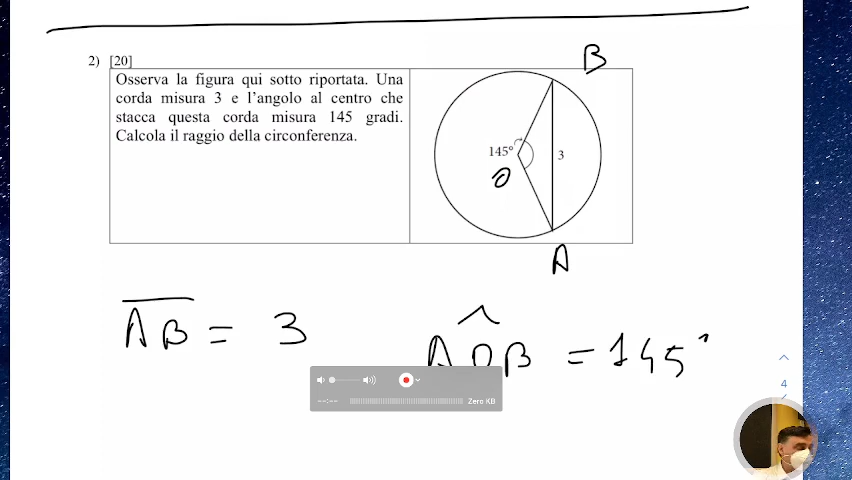 2) [20]
B
Osserva la figura qui sotto riportata. Una
corda misura 3 e l'angolo al centro che
stacca questa corda misura 145 gradi.
Calcola il raggio della circonferenza.
145°
3
O
A
AB = 3
AOB = 145°
4
--:--
Zero KB